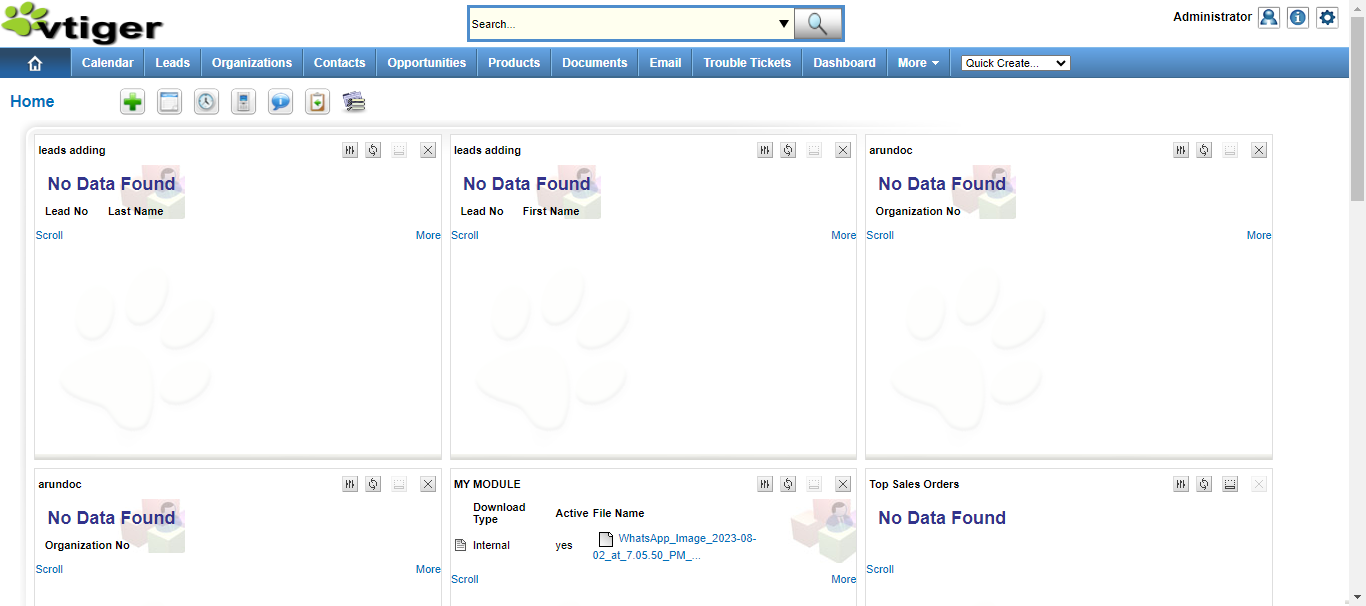 vtiger
Search...
Administrator
Calendar Leads Organizations Contacts Opportunities Products Documents Email Trouble Tickets Dashboard More Quick Create...
Home
leads adding
No Data Found
Lead No Last Name
Scroll More
leads adding
No Data Found
Lead No First Name
Scroll More
arundoc
No Data Found
Organization No
Scroll More
arundoc
No Data Found
Organization No
Scroll More
MY MODULE
Download Type Active File Name
Internal yes WhatsApp_Image_2023-08-
02_at_7.05.50_PM_...
Scroll More
Top Sales Orders
No Data Found
Scroll